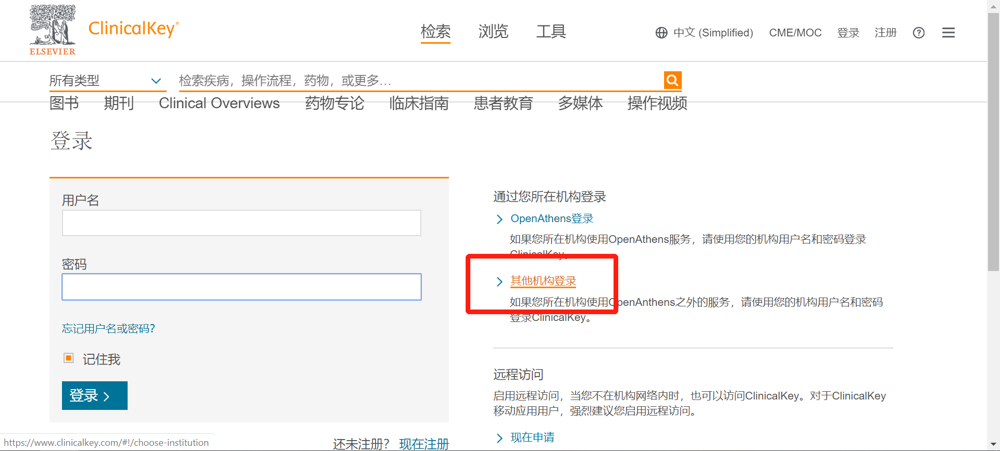 ELSEVIER
ClinicalKey®
检索 浏览 工具
中文 (Simplified) CME/MOC 登录 注册
所有类型 检索疾病，操作流程，药物，或更多…
图书 期刊 Clinical Overviews 药物专论 临床指南 患者教育 多媒体 操作视频
登录
用户名
密码
忘记用户名或密码?
记住我
登录
还未注册? 现在注册
通过您所在机构登录
OpenAthens登录
如果您所在机构使用OpenAthens服务，请使用您的机构用户名和密码登录
ClinicalKey。
其他机构登录
如果您所在机构使用OpenAnthens之外的服务，请使用您的机构用户名和密码
登录ClinicalKey。
远程访问
启用远程访问，当您不在机构网络内时，也可以访问ClinicalKey。对于ClinicalKey
移动应用用户，强烈建议您启用远程访问。
现在申请
https://www.clinicalkey.com/#!/choose-institution